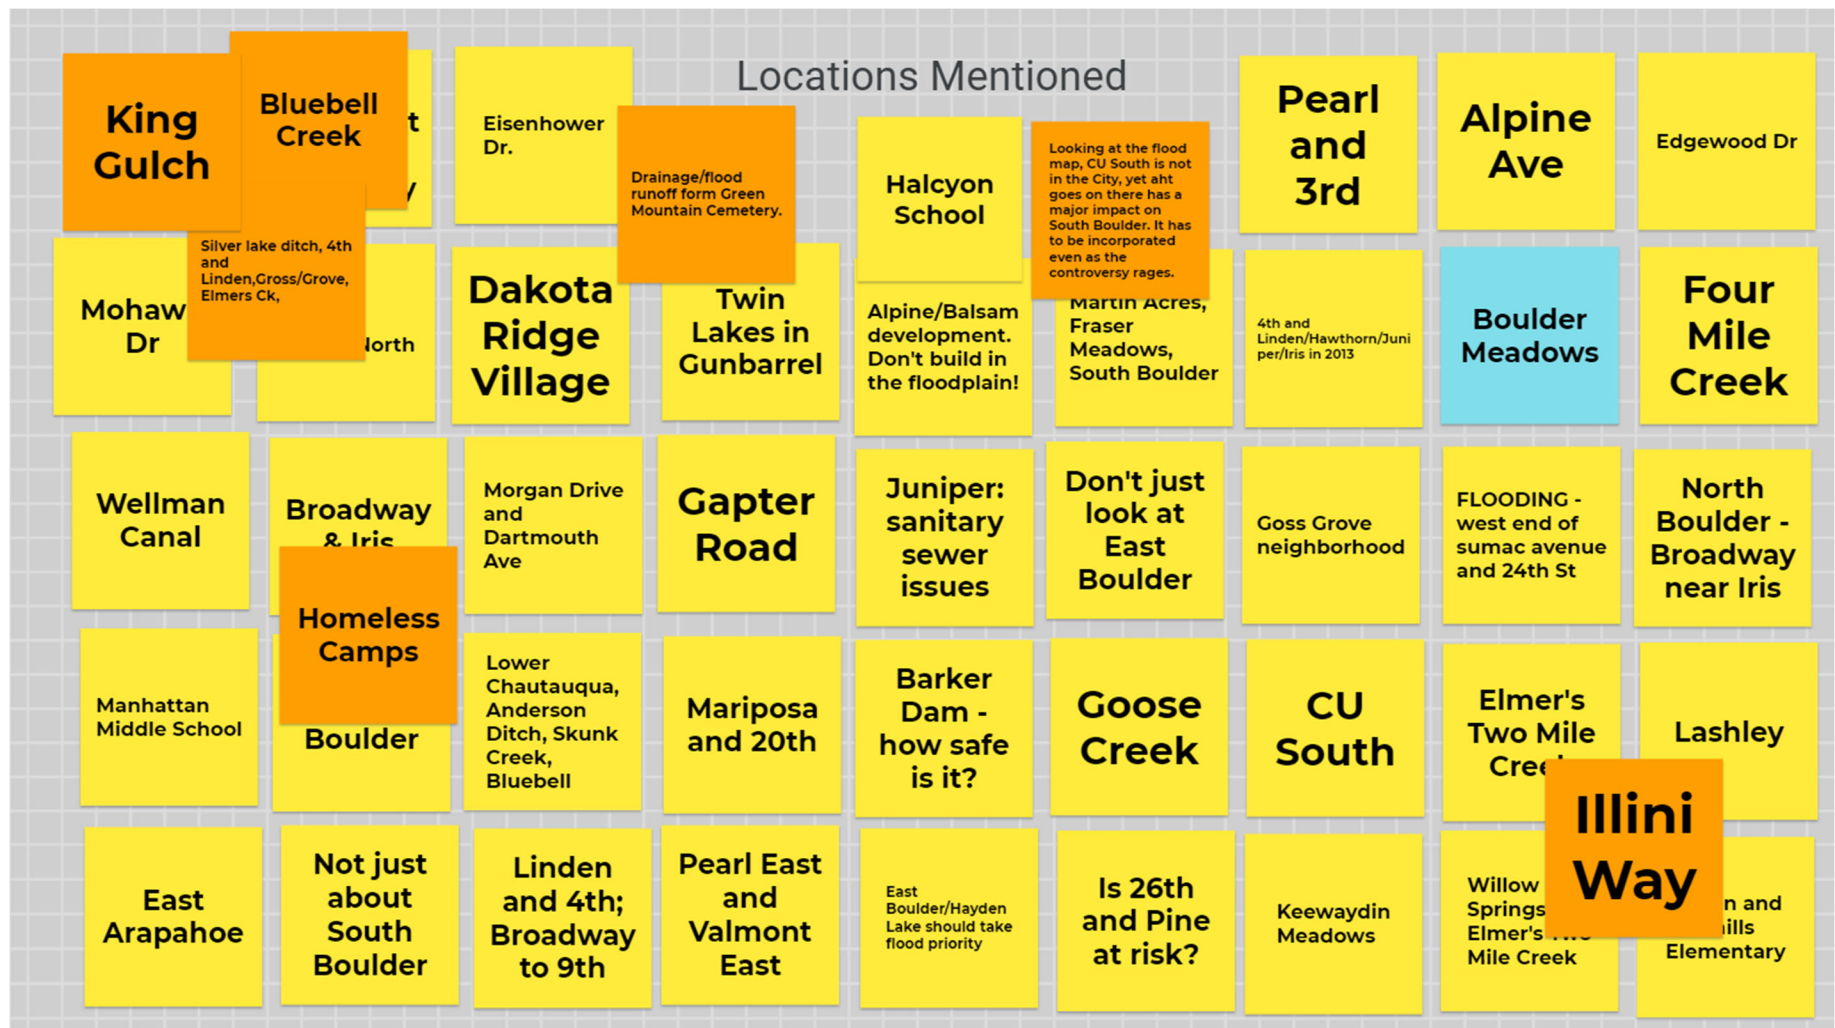 Locations Mentioned
King
Gulch
Bluebell
Creek
Eisenhower
Dr.
Drainage/flood
runoff form Green
Mountain Cemetery.
Halcyon
School
Looking at the flood
map, CU South is not
in the City, yet aht
goes on there has a
major impact on
South Boulder. It has
to be incorporated
even as the
controversy rages.
Pearl
and
3rd
Alpine
Ave
Edgewood Dr
Mohaw
Dr
Silver lake ditch, 4th
and
Linden,Gross/Grove,
Elmers Ck,
North
Dakota
Ridge
Village
Twin
Lakes in
Gunbarrel
Alpine/Balsam
development.
Don't build in
the floodplain!
Martin Acres,
Fraser
Meadows,
South Boulder
4th and
Linden/Hawthorn/Juni
per/Iris in 2013
Boulder
Meadows
Four
Mile
Creek
Wellman
Canal
Broadway
& Iris
Morgan Drive
and
Dartmouth
Ave
Gapter
Road
Juniper:
sanitary
sewer
issues
Don't just
look at
East
Boulder
Goss Grove
neighborhood
FLOODING -
west end of
sumac avenue
and 24th St
North
Boulder -
Broadway
near Iris
Manhattan
Middle School
Homeless
Camps
Boulder
Lower
Chautauqua,
Anderson
Ditch, Skunk
Creek,
Bluebell
Mariposa
and 20th
Barker
Dam -
how safe
is it?
Goose
Creek
CU
South
Elmer's
Two Mile
Creek
Lashley
Illini
Way
East
Arapahoe
Not just
about
South
Boulder
Linden
and 4th;
Broadway
to 9th
Pearl East
and
Valmont
East
East
Boulder/Hayden
Lake should take
flood priority
Is 26th
and Pine
at risk?
Keewaydin
Meadows
Willow
Springs
Elmer's Two
Mile Creek
and
Elementary